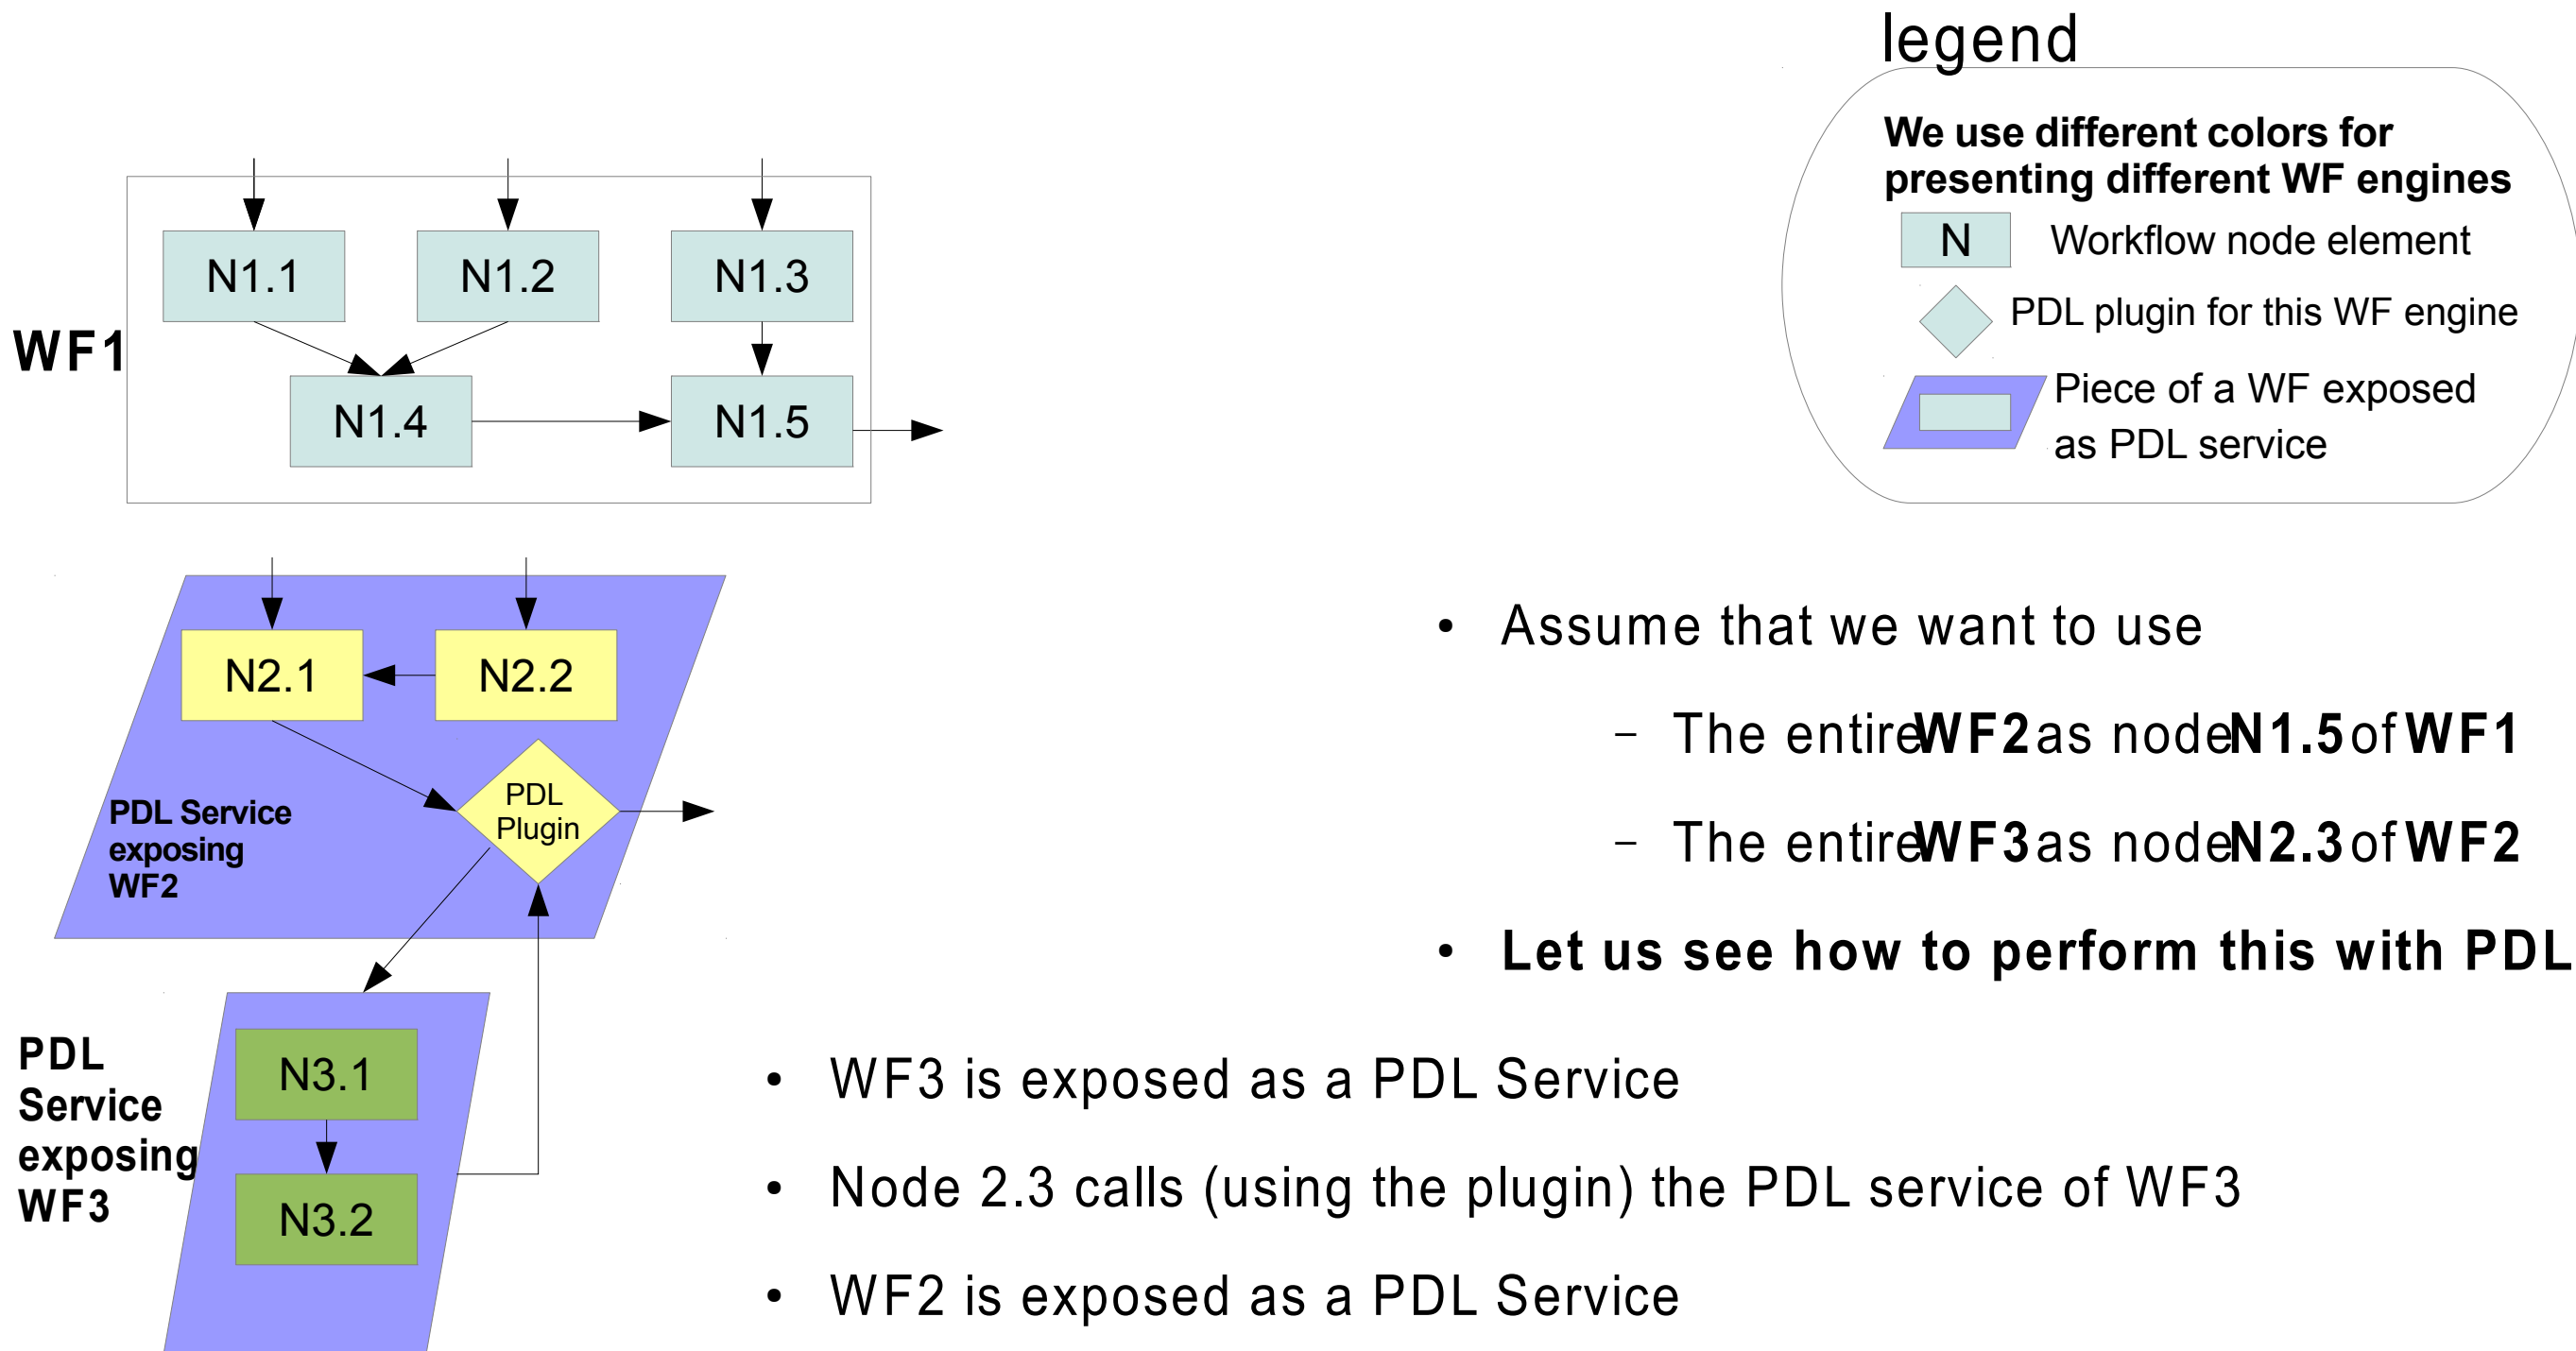 legend
We use different colors for
presenting different WF engines
N Workflow node element
PDL plugin for this WF engine
Piece of a WF exposed
as PDL service
WF1
N1.1 N1.2 N1.3
N1.4 N1.5
N2.1 N2.2
PDL
Plugin
PDL Service
exposing
WF2
PDL
Service
exposing
WF3
N3.1
N3.2
• Assume that we want to use
– The entire WF2 as node N1.5 of WF1
– The entire WF3 as node N2.3 of WF2
• Let us see how to perform this with PDL
• WF3 is exposed as a PDL Service
• Node 2.3 calls (using the plugin) the PDL service of WF3
• WF2 is exposed as a PDL Service